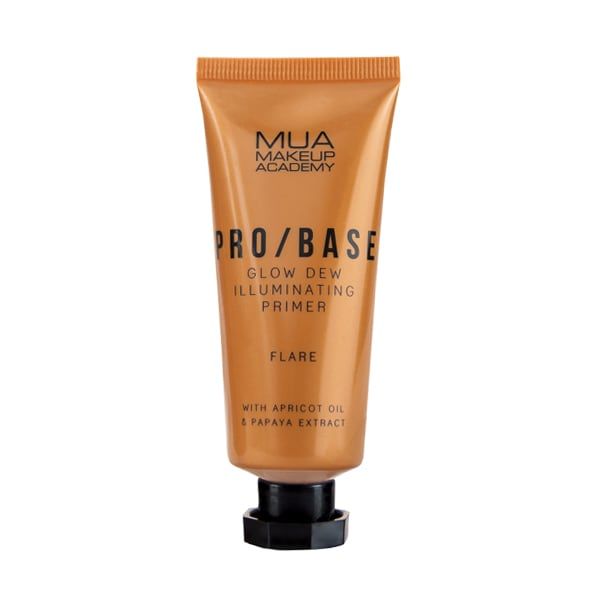 MUA
MAKEUP
ACADEMY
PRO/BASE
GLOW DEW
ILLUMINATING
PRIMER
FLARE
WITH APRICOT OIL
& PAPAYA EXTRACT